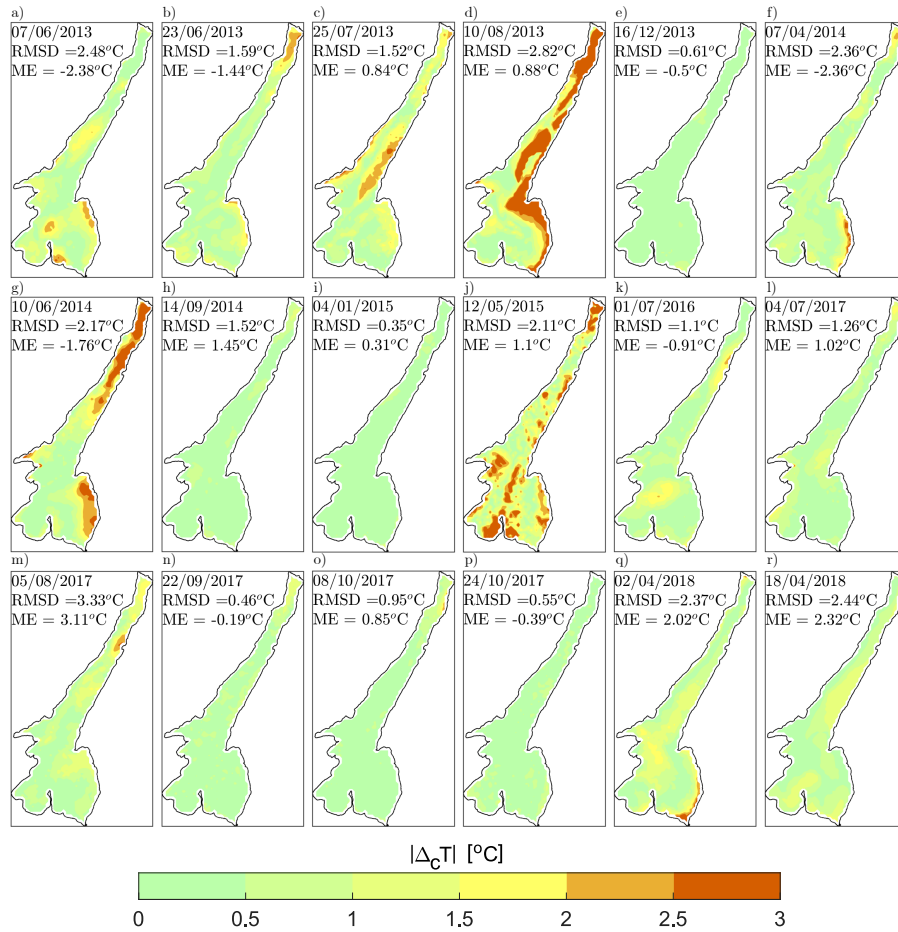 a)
07/06/2013
RMSD =2.48°C
ME = -2.38°C
b)
23/06/2013
RMSD =1.59°C
ME = -1.44°C
c)
25/07/2013
RMSD =1.52°C
ME = 0.84°C
d)
10/08/2013
RMSD =2.82°C
ME = 0.88°C
e)
16/12/2013
RMSD =0.61°C
ME = -0.5°C
f)
07/04/2014
RMSD =2.36°C
ME = -2.36°C
g)
10/06/2014
RMSD =2.17°C
ME = -1.76°C
h)
14/09/2014
RMSD =1.52°C
ME = 1.45°C
i)
04/01/2015
RMSD =0.35°C
ME = 0.31°C
j)
12/05/2015
RMSD =2.11°C
ME = 1.1°C
k)
01/07/2016
RMSD =1.1°C
ME = -0.91°C
l)
04/07/2017
RMSD =1.26°C
ME = 1.02°C
m)
05/08/2017
RMSD =3.33°C
ME = 3.11°C
n)
22/09/2017
RMSD =0.46°C
ME = -0.19°C
o)
08/10/2017
RMSD =0.95°C
ME = 0.85°C
p)
24/10/2017
RMSD =0.55°C
ME = -0.39°C
q)
02/04/2018
RMSD =2.37°C
ME = 2.02°C
r)
18/04/2018
RMSD =2.44°C
ME = 2.32°C
|Δ_CT| [°C]
0 0.5 1 1.5 2 2.5 3